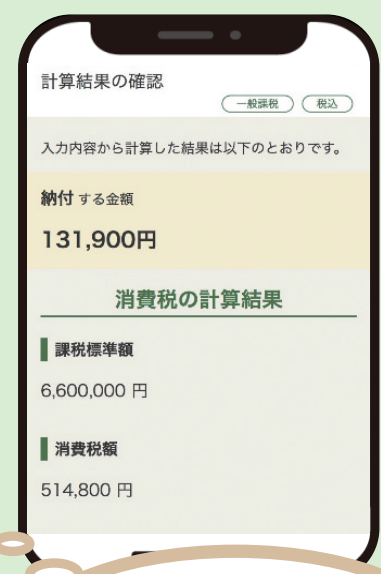 計算結果の確認
一般課税 税込
入力内容から計算した結果は以下のとおりです。
納付 する金額
131,900円
消費税の計算結果
課税標準額
6,600,000 円
消費税額
514,800 円